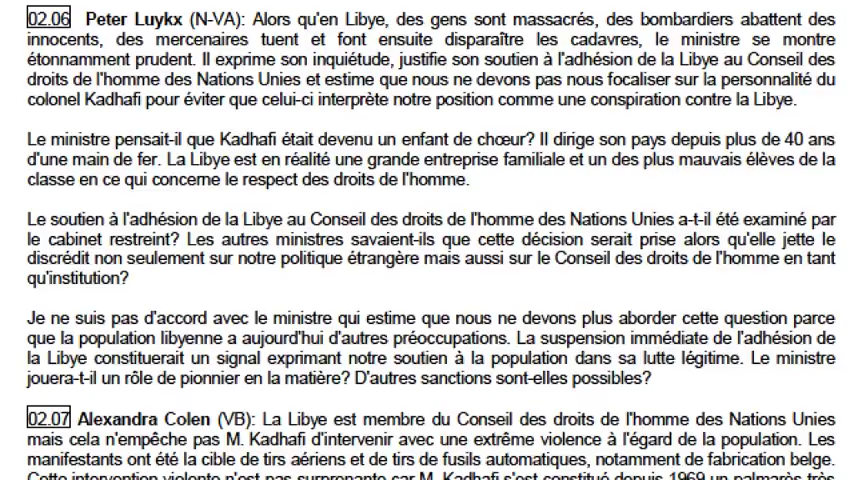 02.06 Peter Luykx (N-VA): Alors qu'en Libye, des gens sont massacrés, des bombardiers abattent des
innocents, des mercenaires tuent et font ensuite disparaître les cadavres, le ministre se montre
étonnamment prudent. Il exprime son inquiétude, justifie son soutien à l'adhésion de la Libye au Conseil des
droits de l'homme des Nations Unies et estime que nous ne devons pas nous focaliser sur la personnalité du
colonel Kadhafi pour éviter que celui-ci interprète notre position comme une conspiration contre la Libye.
Le ministre pensait-il que Kadhafi était devenu un enfant de chœur? Il dirige son pays depuis plus de 40 ans
d'une main de fer. La Libye est en réalité une grande entreprise familiale et un des plus mauvais élèves de la
classe en ce qui concerne le respect des droits de l'homme.
Le soutien à l'adhésion de la Libye au Conseil des droits de l'homme des Nations Unies a-t-il été examiné par
le cabinet restreint? Les autres ministres savaient-ils que cette décision serait prise alors qu'elle jette le
discrédit non seulement sur notre politique étrangère mais aussi sur le Conseil des droits de l'homme en tant
qu'institution?
Je ne suis pas d'accord avec le ministre qui estime que nous ne devons plus aborder cette question parce
que la population libyenne a aujourd'hui d'autres préoccupations. La suspension immédiate de l'adhésion de
la Libye constituerait un signal exprimant notre soutien à la population dans sa lutte légitime. Le ministre
jouera-t-il un rôle de pionnier en la matière? D'autres sanctions sont-elles possibles?
02.07 Alexandra Colen (VB): La Libye est membre du Conseil des droits de l'homme des Nations Unies
mais cela n'empêche pas M. Kadhafi d'intervenir avec une extrême violence à l'égard de la population. Les
manifestants ont été la cible de tirs aériens et de tirs de fusils automatiques, notamment de fabrication belge.
Cette intervention violente n'est pas surprenante car M. Kadhafi s'est constitué depuis 1969 un palmarès très